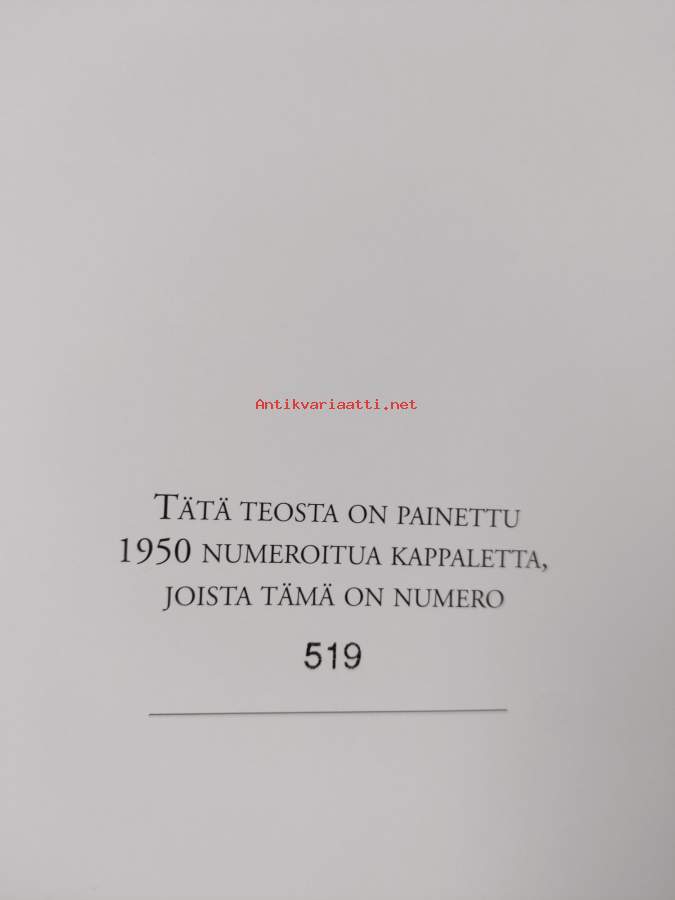 Antikvariaatti.net
TÄTÄ TEOSTA ON PAINETTU
1950 NUMEROITUA KAPPALETTA,
JOISTA TÄMÄ ON NUMERO
519